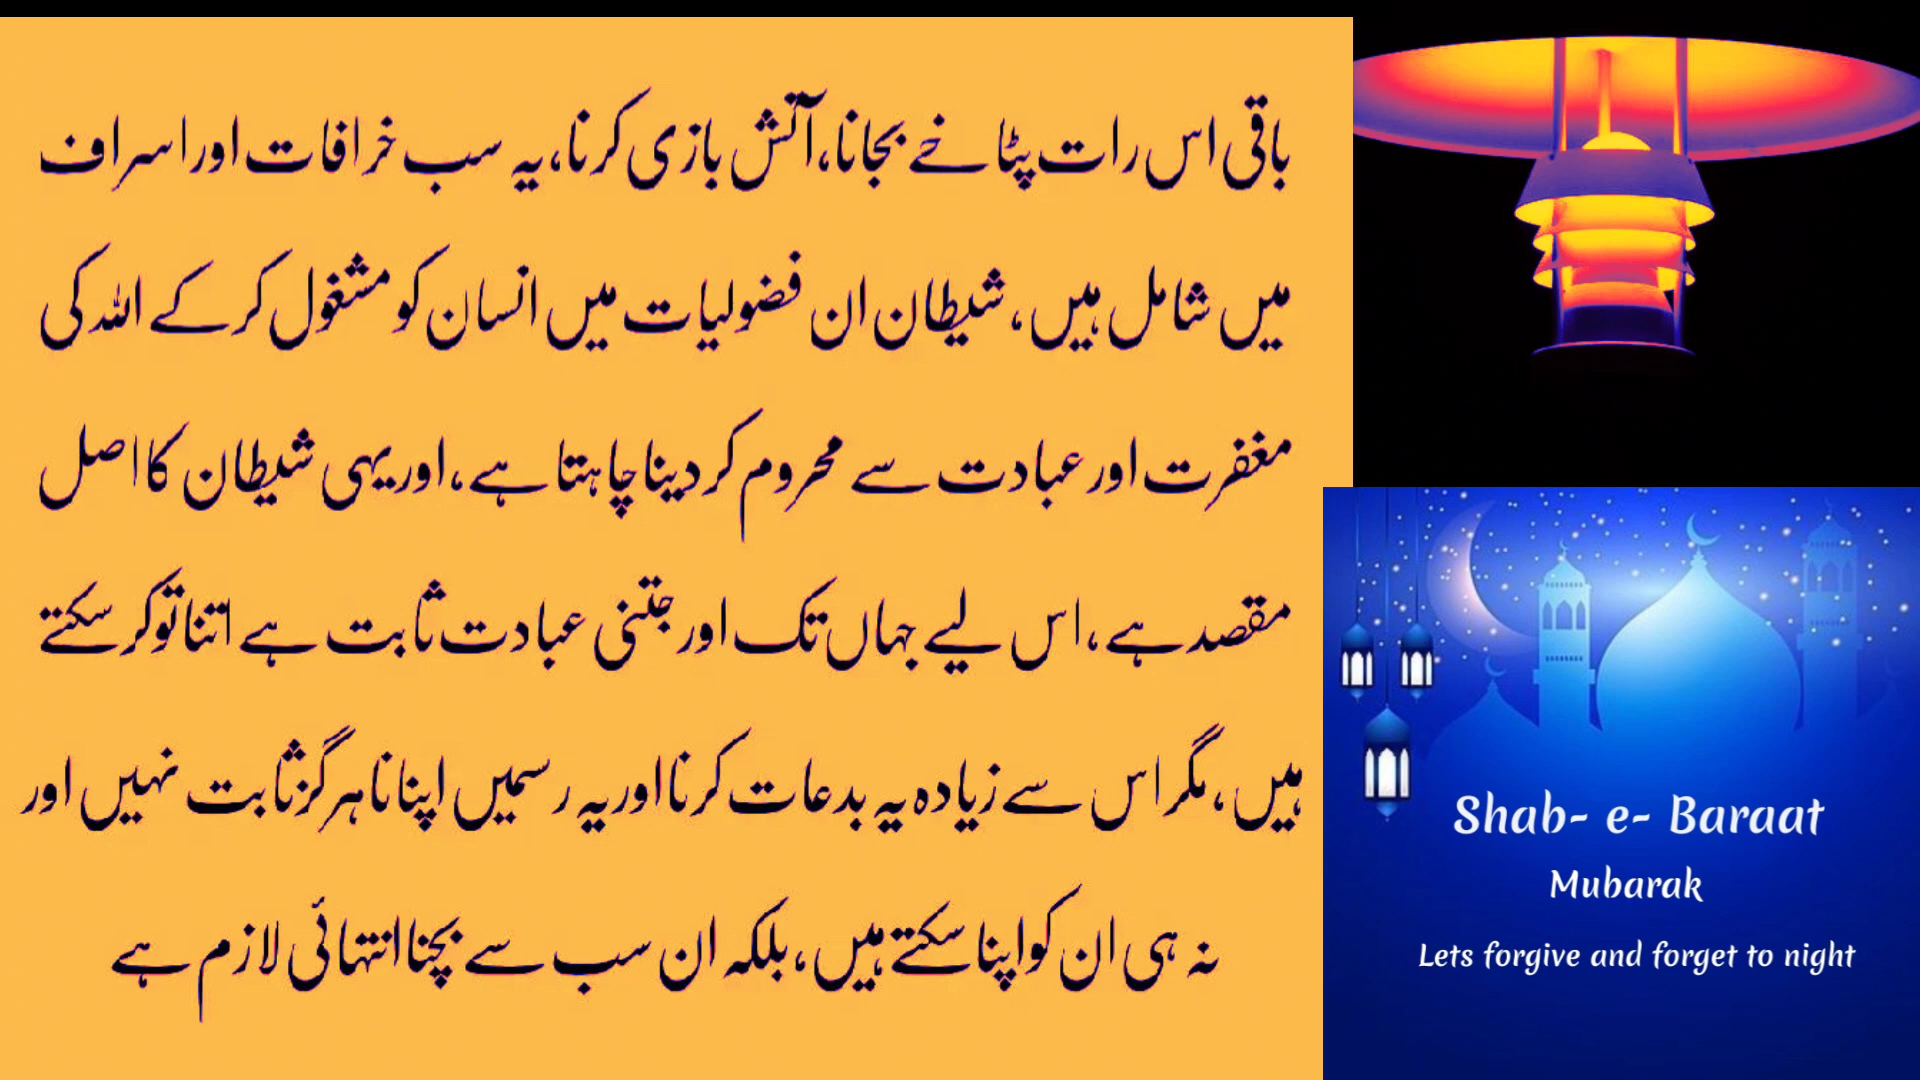 باقی اس رات پٹاخے بجانا، آتش بازی کرنا، یہ سب خرافات اور اسراف
میں شامل ہیں، شیطان ان فضولیات میں انسان کو مشغول کر کے اللہ کی
مغفرت اور عبادت سے محروم کر دینا چاہتا ہے، اور یہی شیطان کا اصل
مقصد ہے، اس لیے جہاں تک اور جتنی عبادت ثابت ہے اتنا تو کر سکتے
ہیں، مگر اس سے زیادہ یہ بدعات کرنا اور یہ رسمیں اپنانا ہرگز ثابت نہیں اور
نہ ہی ان کو اپنا سکتے ہیں، بلکہ ان سب سے بچنا انتہائی لازم ہے
Shab- e- Baraat
Mubarak
Lets forgive and forget to night